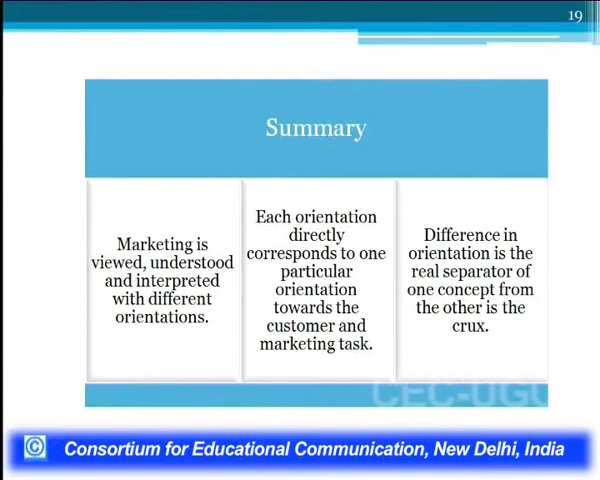 19
Summary
Marketing is
viewed, understood
and interpreted
with different
orientations.
Each orientation
directly
corresponds to one
particular
orientation
towards the
customer and
marketing task.
Difference in
orientation is the
real separator of
one concept from
the other is the
crux.
CEC-UGC
© Consortium for Educational Communication, New Delhi, India